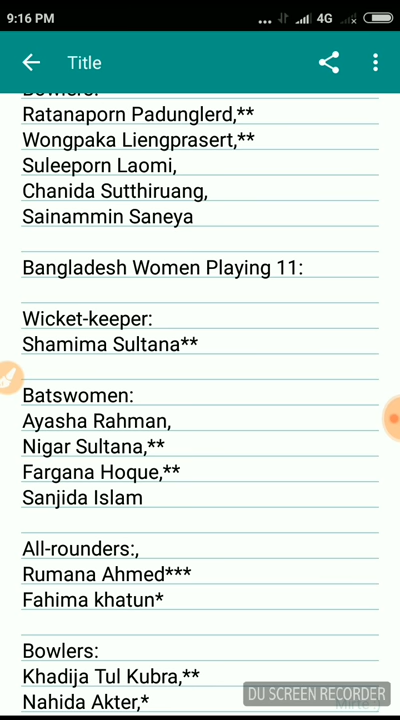 9:16 PM
4G
Title
Bowlers:
Ratanaporn Padunglerd,**
Wongpaka Liengprasert,**
Suleeporn Laomi,
Chanida Sutthiruang,
Sainammin Saneya
Bangladesh Women Playing 11:
Wicket-keeper:
Shamima Sultana**
Batswomen:
Ayasha Rahman,
Nigar Sultana,**
Fargana Hoque,**
Sanjida Islam
All-rounders:,
Rumana Ahmed***
Fahima khatun*
Bowlers:
Khadija Tul Kubra,**
Nahida Akter,*
DU SCREEN RECORDER